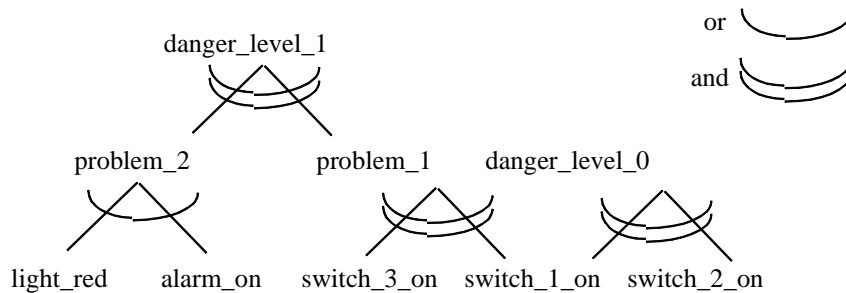 or
danger_level_1
and
problem_2 problem_1 danger_level_0
light_red alarm_on switch_3_on switch_1_on switch_2_on